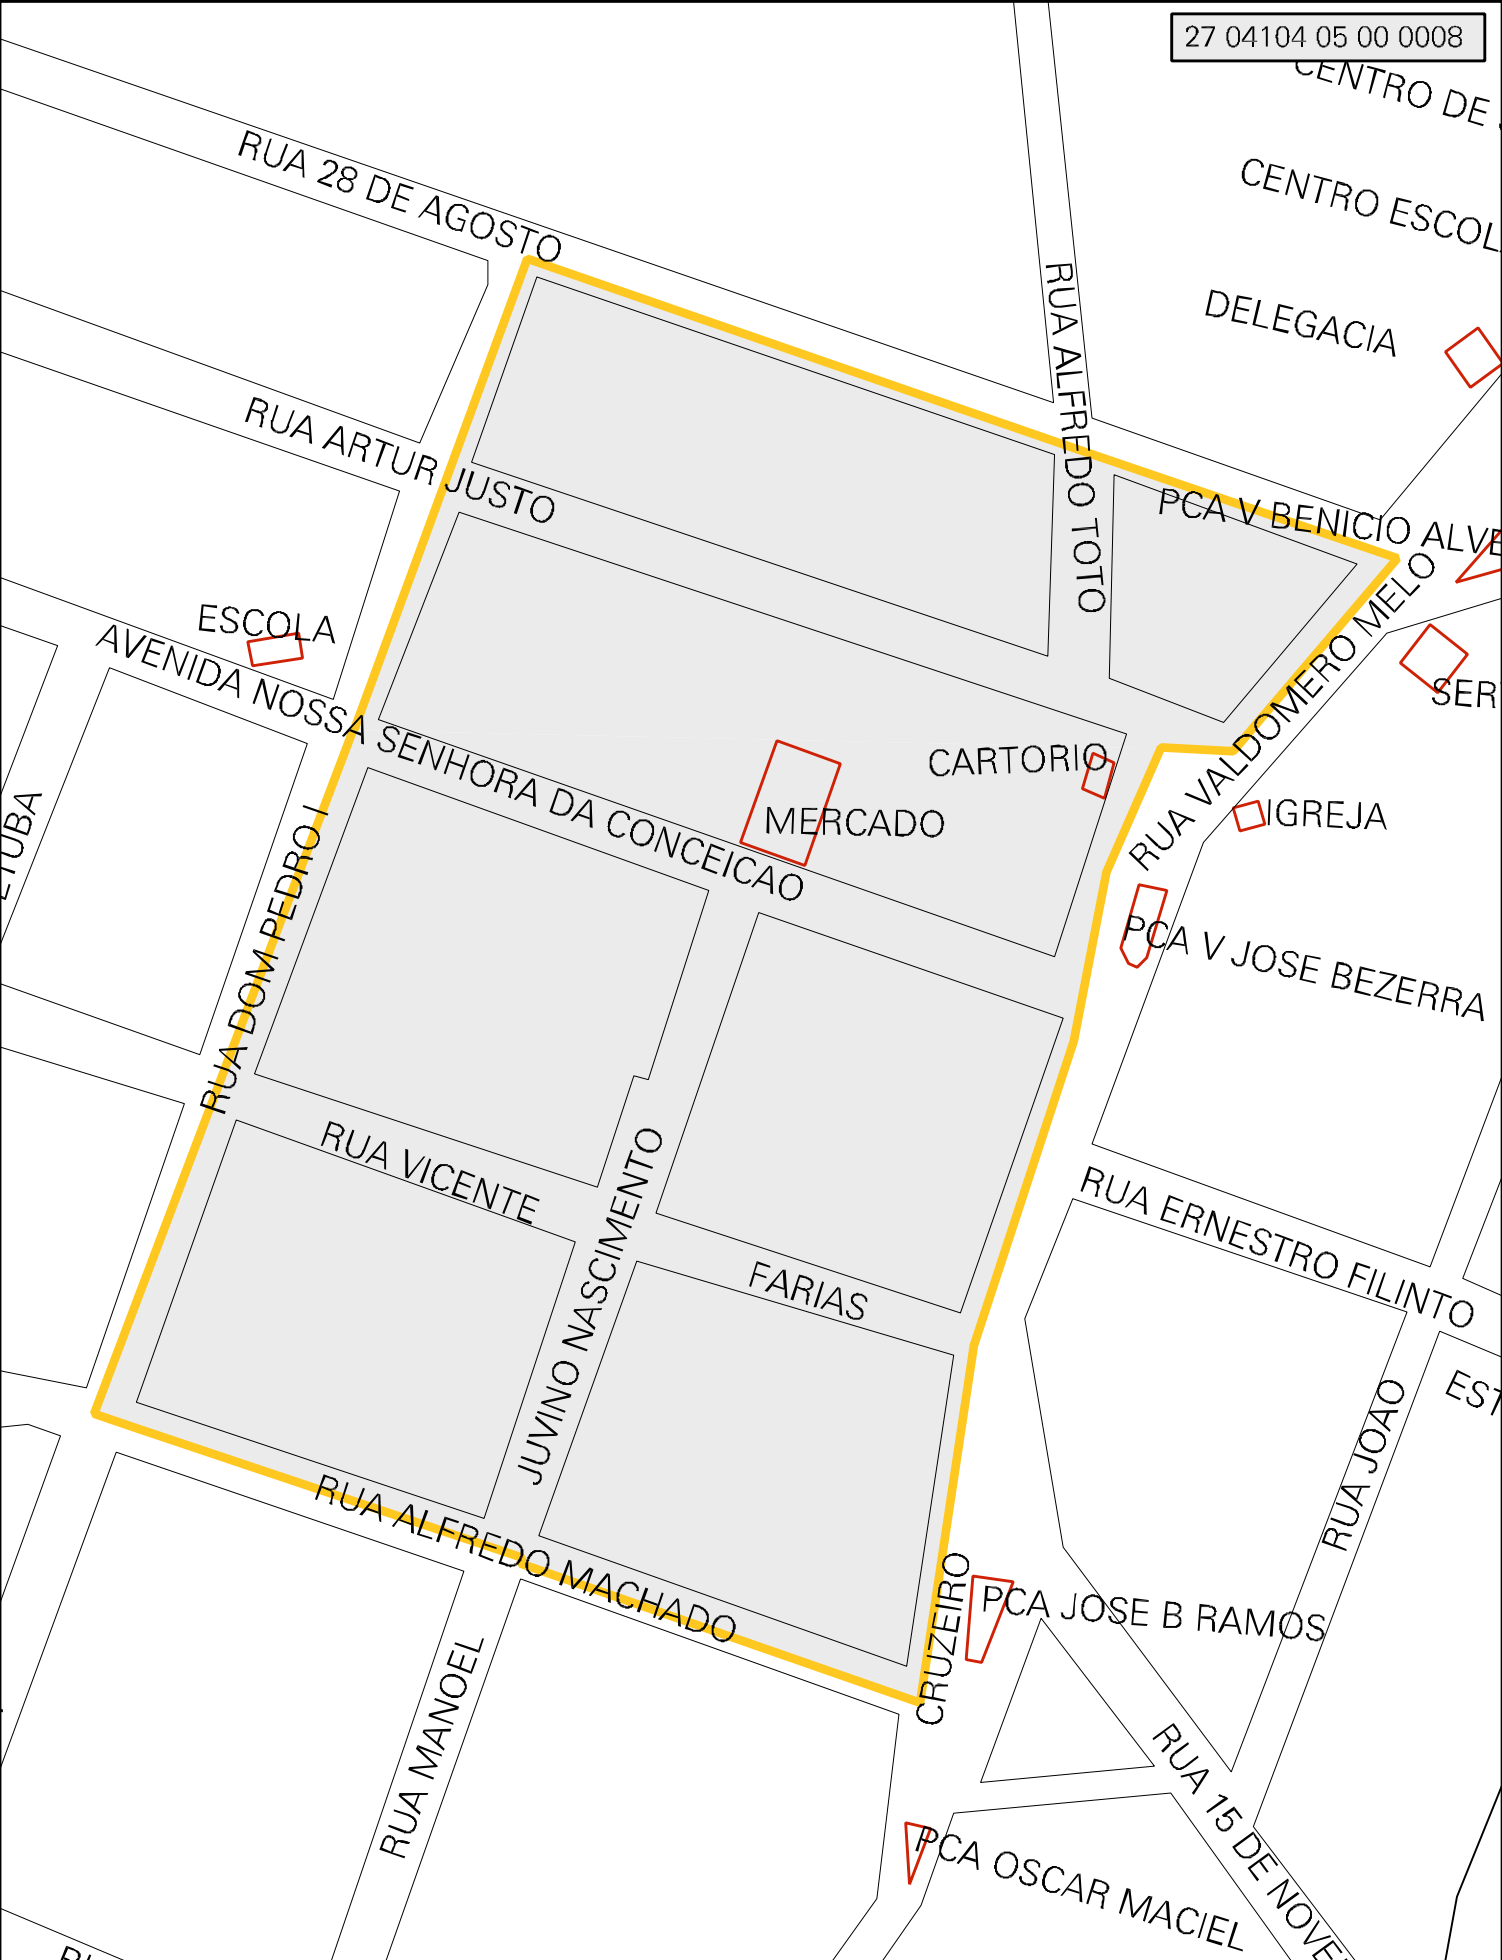 27 04104 05 00 0008
CENTRO DE
CENTRO ESCOL
RUA 28 DE AGOSTO
DELEGACIA
RUA ALFREDO TOTO
RUA ARTUR JUSTO
PCA V BENICIO ALVE
ESCOLA
AVENIDA NOSSA SENHORA DA CONCEICAO
RUA VALDOMERO MELO
SER
CARTORIO
MERCADO
IGREJA
ETUBA
RUA DOM PEDRO I
PCA V JOSE BEZERRA
RUA VICENTE
FARIAS
JUVINO NASCIMENTO
RUA ERNESTRO FILINTO
EST
RUA JOAO
RUA ALFREDO MACHADO
CRUZEIRO
PCA JOSE B RAMOS
RUA MANOEL
RUA 15 DE NOVE
PCA OSCAR MACIEL